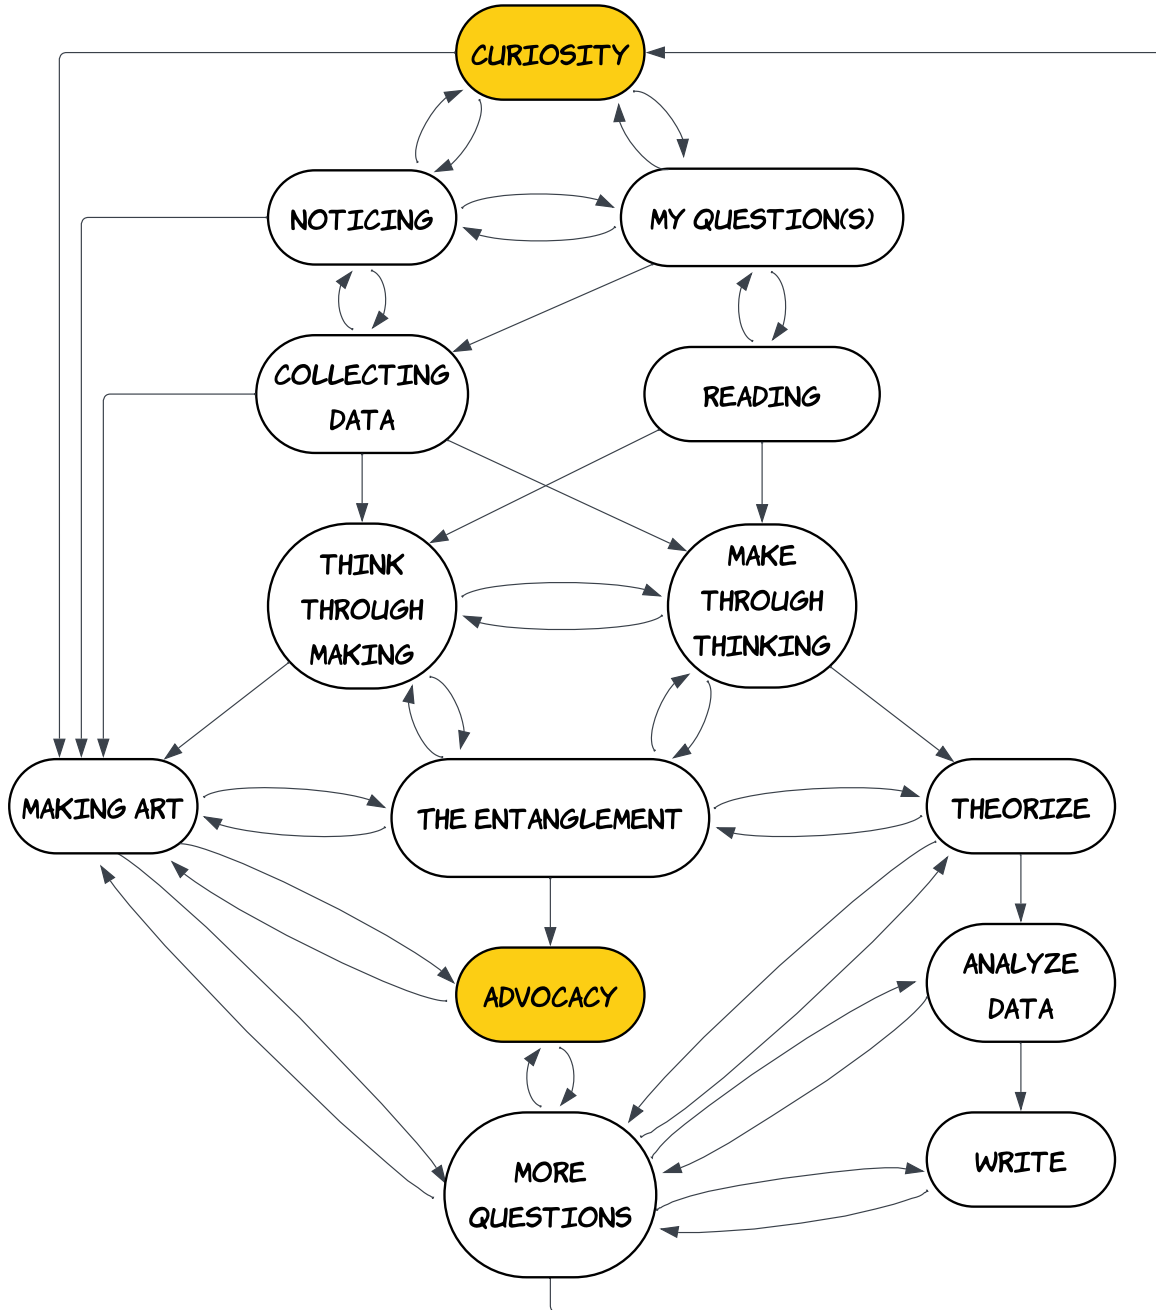 CURIOSITY
NOTICING
MY QUESTION(S)
COLLECTING
DATA
READING
THINK
THROUGH
MAKING
MAKE
THROUGH
THINKING
MAKING ART
THE ENTANGLEMENT
THEORIZE
ADVOCACY
ANALYZE
DATA
MORE
QUESTIONS
WRITE